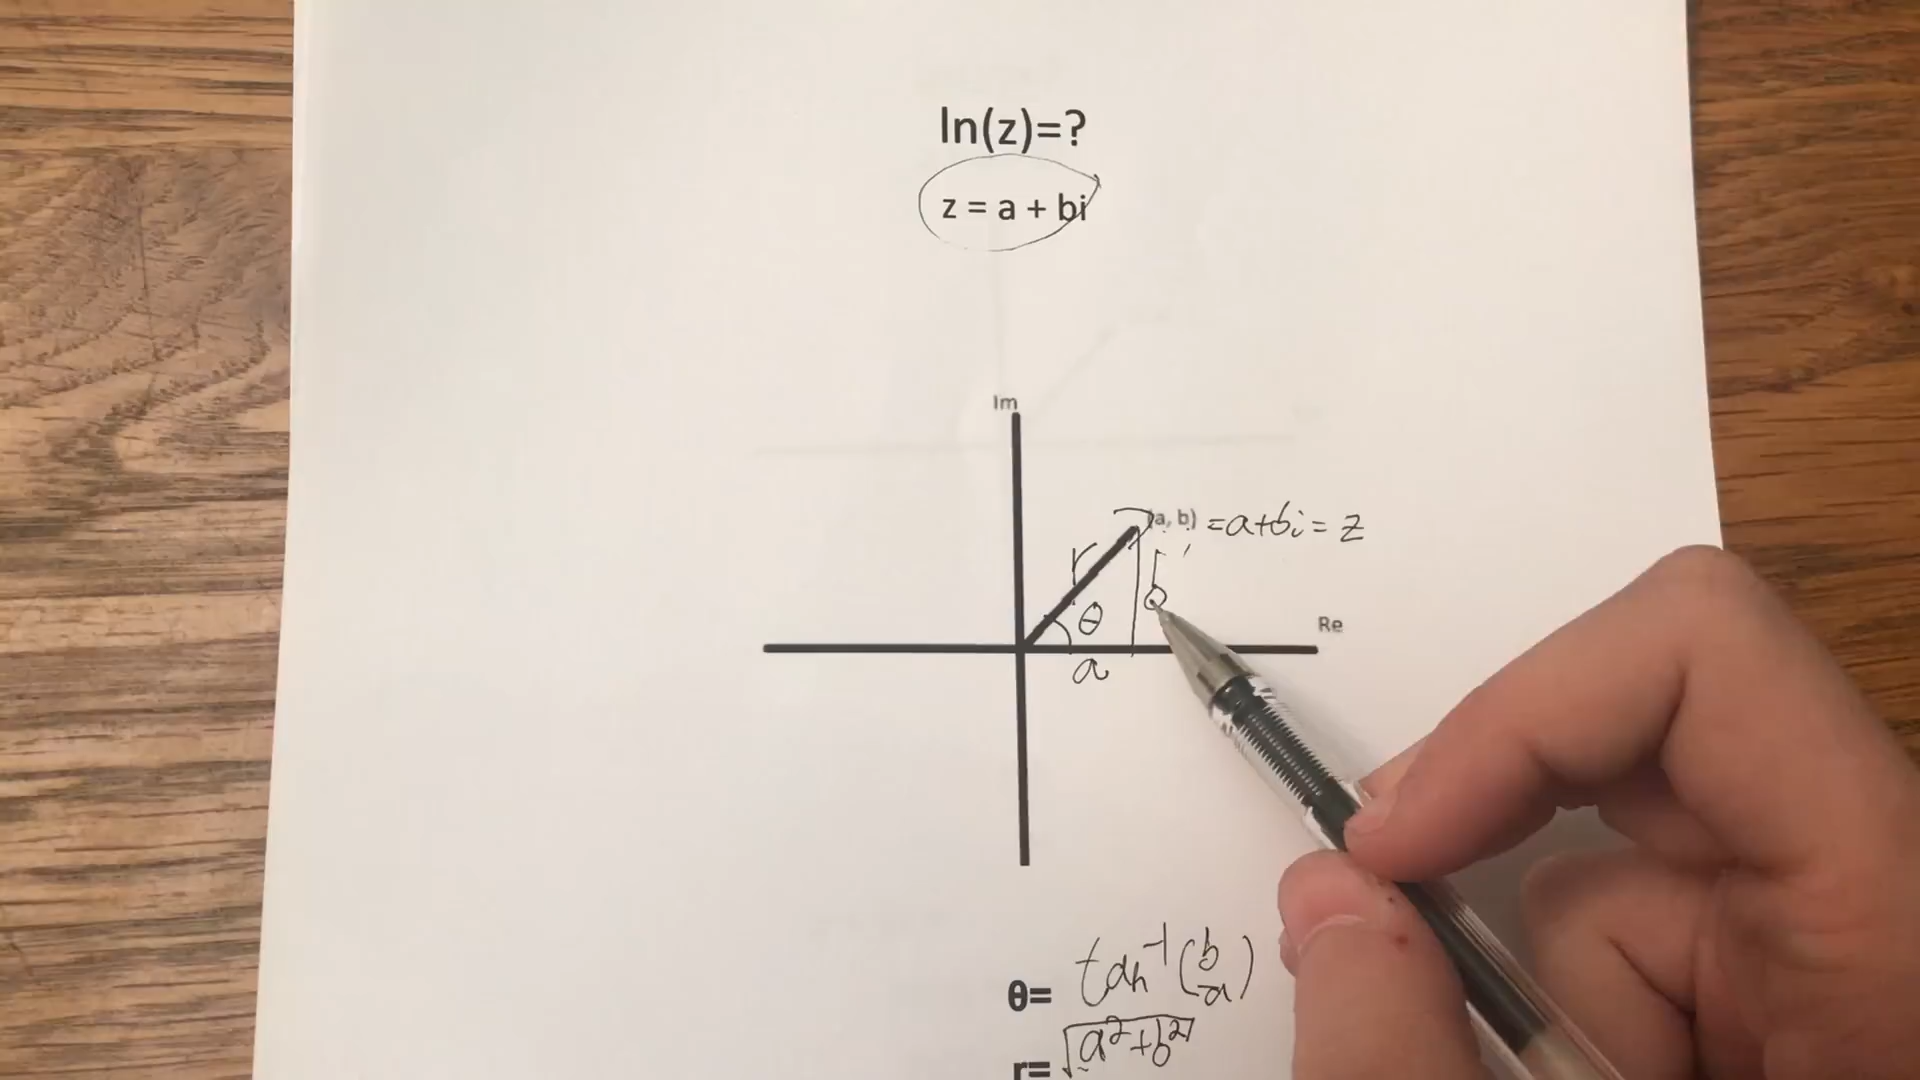 ln(z)=?
z = a + bi
Im
(a, b) = a+bi = z
r
b
θ
Re
a
θ= tan⁻¹(b/a)
r= √a²+b²